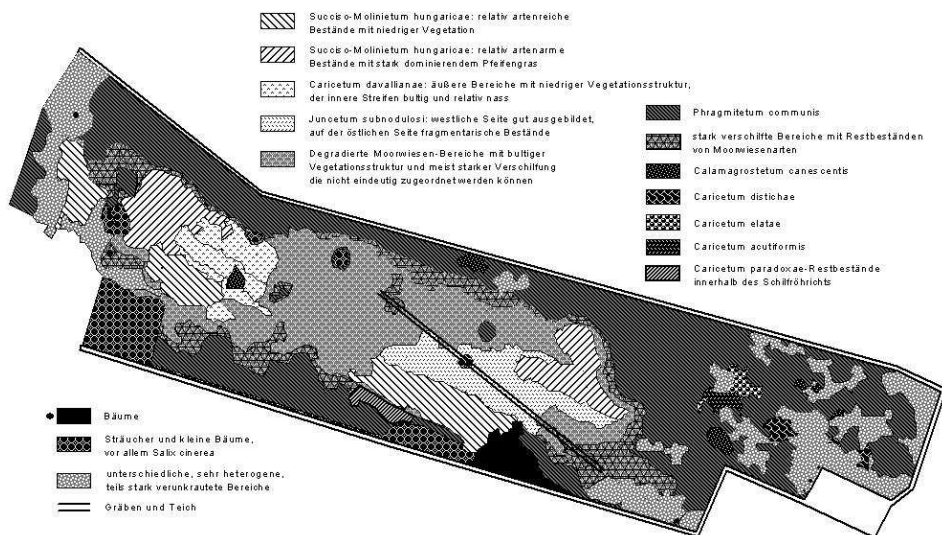 Succiso-Molinietum hungaricae: relativ artenreiche
Bestände mit niedriger Vegetation
Succiso-Molinietum hungaricae: relativ artenarme
Bestände mit stark dominierendem Pfeifengras
Caricetum davallianae: äußere Bereiche mit niedriger Vegetationsstruktur,
der innere Streifen bultig und relativ nass
Juncetum subnodulosi: westliche Seite gut ausgebildet,
auf der östlichen Seite fragmentarische Bestände
Degradierte Moorwiesen-Bereiche mit bultiger
Vegetationsstruktur und meist starker Verschilfung
die nicht eindeutig zugeordnet werden können
Phragmitetum communis
stark verschilfte Bereiche mit Restbeständen
von Moorwiesenarten
Calamagrostetum canescentis
Caricetum distichae
Caricetum elatae
Caricetum acutiformis
Caricetum paradoxae-Restbestände
innerhalb des Schilfröhrichts
Bäume
Sträucher und kleine Bäume,
vor allem Salix cinerea
unterschiedliche, sehr heterogene,
teils stark verunkrautete Bereiche
Gräben und Teich